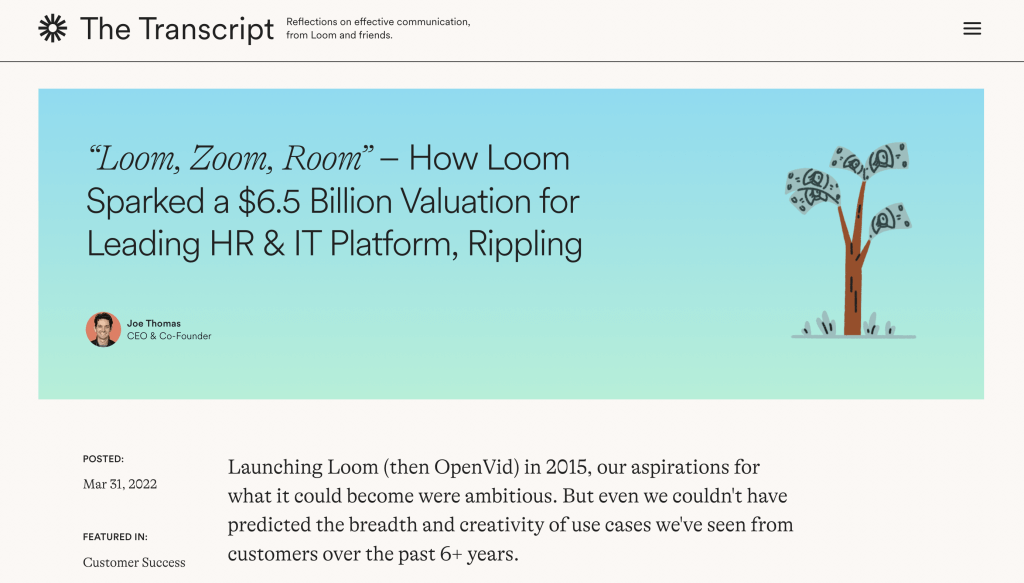 The Transcript
Reflections on effective communication,
from Loom and friends.
“Loom, Zoom, Room” – How Loom
Sparked a $6.5 Billion Valuation for
Leading HR & IT Platform, Rippling
Joe Thomas
CEO & Co-Founder
POSTED:
Mar 31, 2022
FEATURED IN:
Customer Success
Launching Loom (then OpenVid) in 2015, our aspirations for
what it could become were ambitious. But even we couldn't have
predicted the breadth and creativity of use cases we've seen from
customers over the past 6+ years.